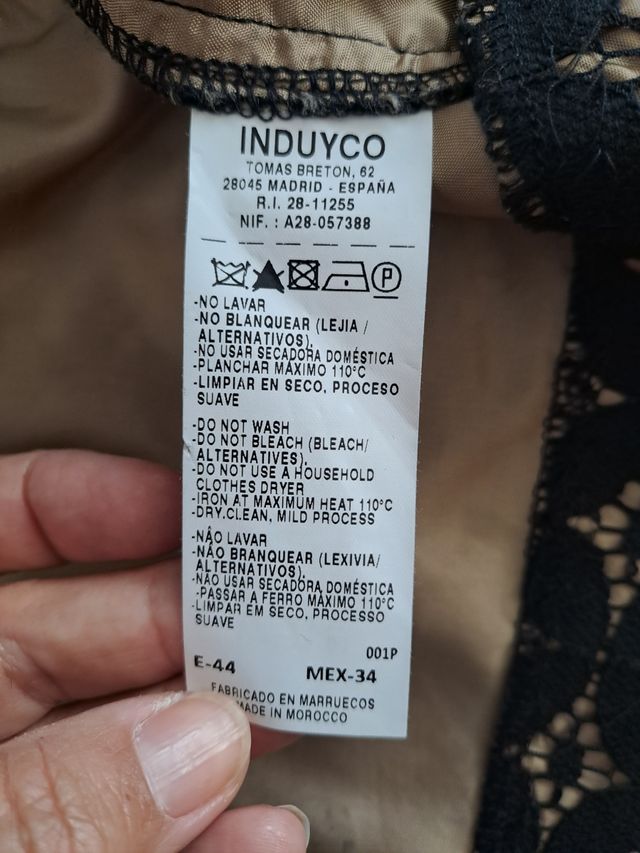 INDUYCO
TOMAS BRETON, 62
28045 MADRID - ESPAÑA
R.I. 28-11255
NIF. : A28-057388
P
-NO LAVAR
-NO BLANQUEAR (LEJIA /
ALTERNATIVOS).
-NO USAR SECADORA DOMÉSTICA
-PLANCHAR MÁXIMO 110°C
-LIMPIAR EN SECO, PROCESO
SUAVE
-DO NOT WASH
-DO NOT BLEACH (BLEACH/
ALTERNATIVES).
-DO NOT USE A HOUSEHOLD
CLOTHES DRYER
-IRON AT MAXIMUM HEAT 110°C
-DRY.CLEAN, MILD PROCESS
-NÃO LAVAR
-NÃO BRANQUEAR (LEXIVIA/
ALTERNATIVOS).
-NÃO USAR SECADORA DOMÉSTICA
-PASSAR A FERRO MÁXIMO 110°C
-LIMPAR EM SECO, PROCESSO
SUAVE
001P
E-44 MEX-34
FABRICADO EN MARRUECOS
MADE IN MOROCCO